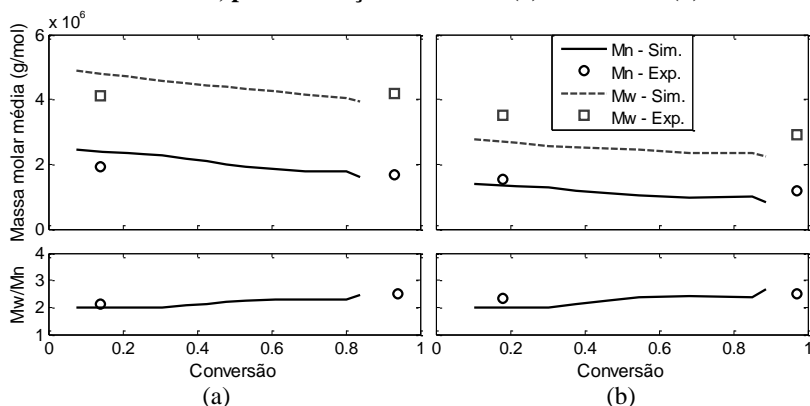 x 10⁶
Massa molar média (g/mol)
6
4
2
0
Mn - Sim.
Mn - Exp.
Mw - Sim.
Mw - Exp.
Mw/Mn
4
3
2
1
0 0.2 0.4 0.6 0.8 1
0 0.2 0.4 0.6 0.8 1
Conversão
Conversão
(a)
(b)